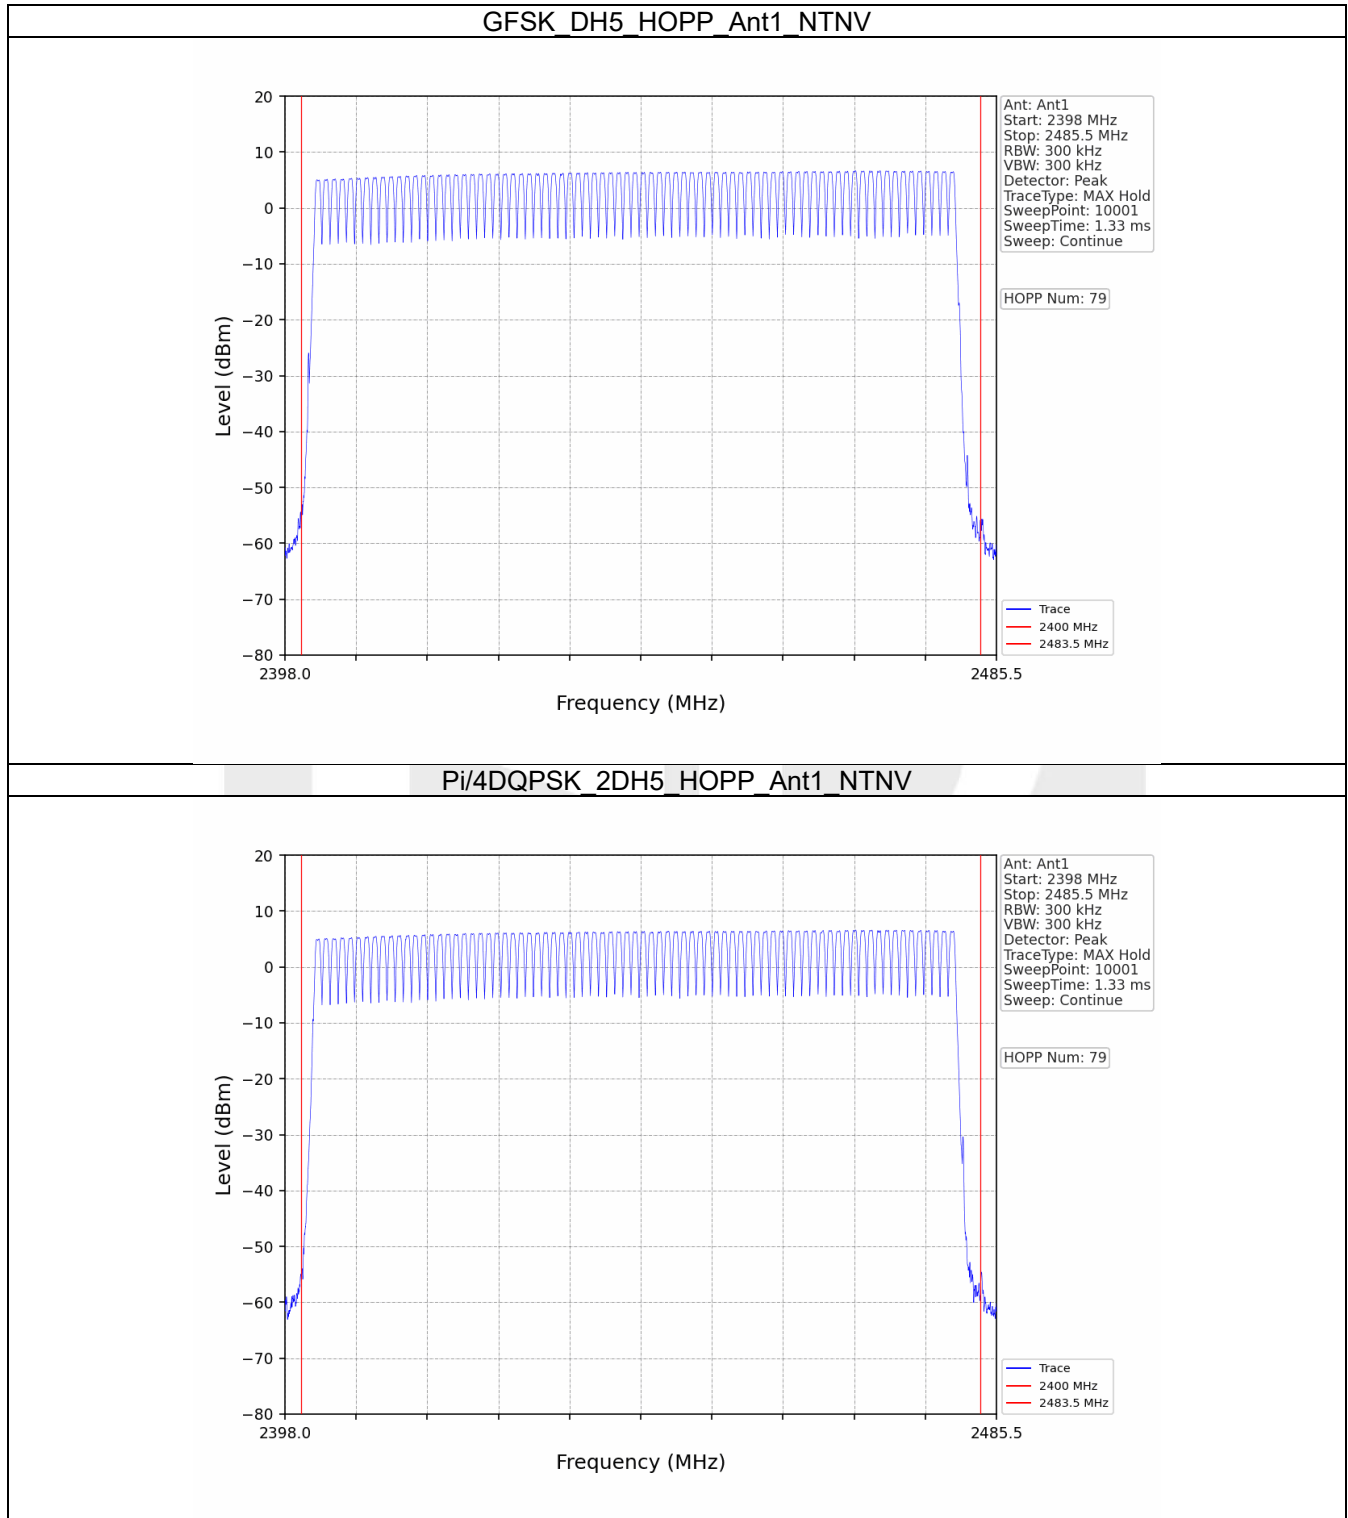 GFSK_DH5_HOPP_Ant1_NTNV
20
10
0
−10
−20
−30
−40
−50
−60
−70
−80
Level (dBm)
2398.0
2485.5
Frequency (MHz)
Ant: Ant1
Start: 2398 MHz
Stop: 2485.5 MHz
RBW: 300 kHz
VBW: 300 kHz
Detector: Peak
TraceType: MAX Hold
SweepPoint: 10001
SweepTime: 1.33 ms
Sweep: Continue
HOPP Num: 79
Trace
2400 MHz
2483.5 MHz
Pi/4DQPSK_2DH5_HOPP_Ant1_NTNV
20
10
0
−10
−20
−30
−40
−50
−60
−70
−80
Level (dBm)
2398.0
2485.5
Frequency (MHz)
Ant: Ant1
Start: 2398 MHz
Stop: 2485.5 MHz
RBW: 300 kHz
VBW: 300 kHz
Detector: Peak
TraceType: MAX Hold
SweepPoint: 10001
SweepTime: 1.33 ms
Sweep: Continue
HOPP Num: 79
Trace
2400 MHz
2483.5 MHz